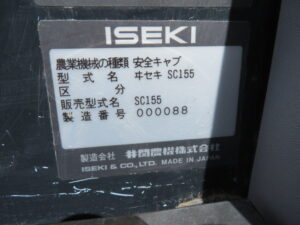 ISEKI
農業機械の種類 安全キャブ
型式名 ヰセキ SC155
区分
販売型式名 SC155
製造番号 000088
製造会社 井関農機株式会社
ISEKI & CO., LTD. MADE IN JAPAN